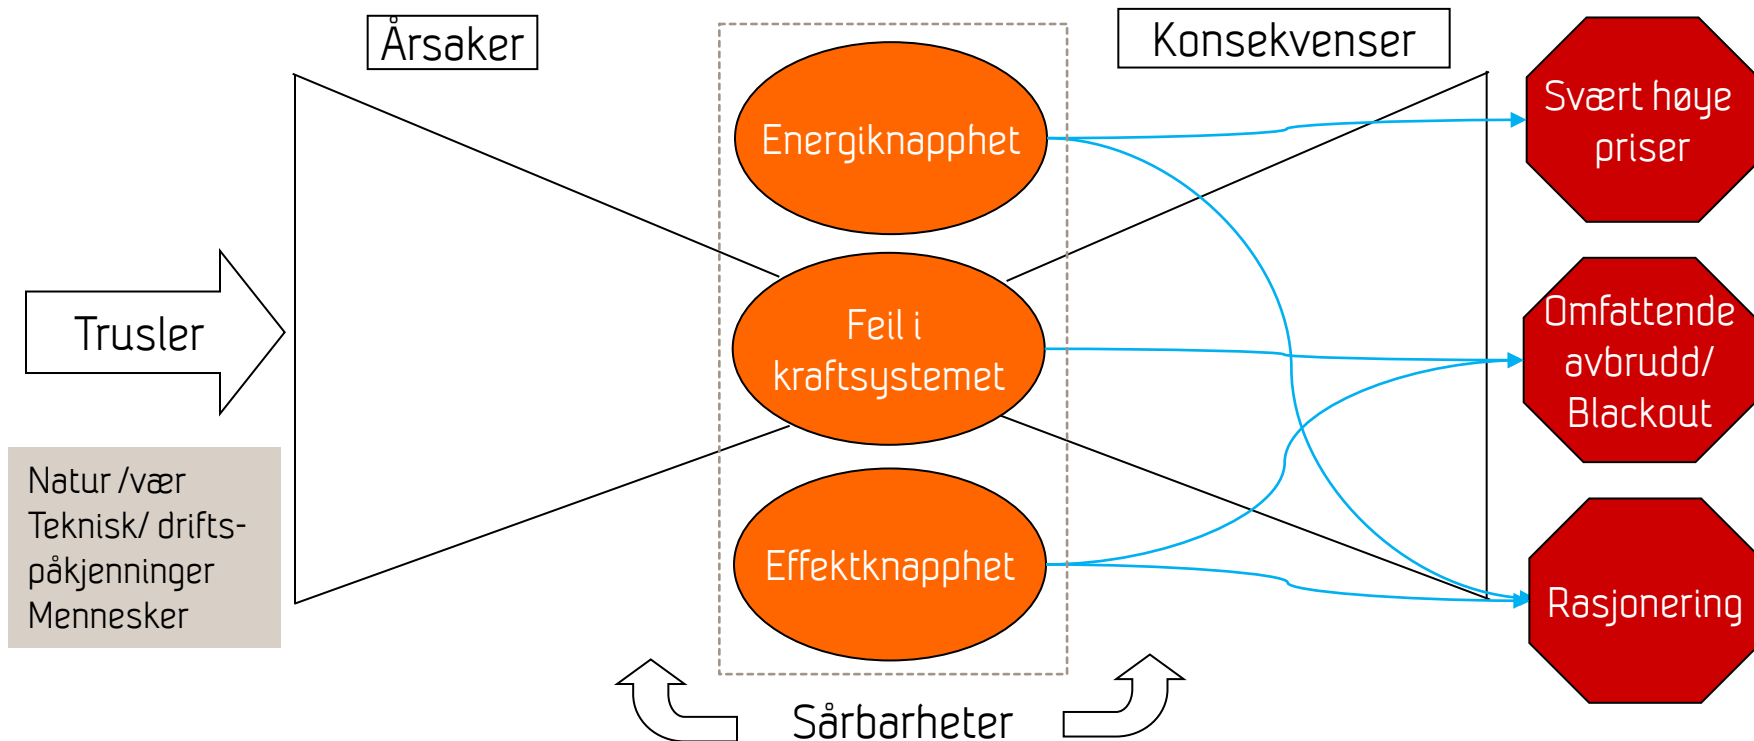 Årsaker
Konsekvenser
Energiknapphet
Svært høye
priser
Trusler
Feil i
kraftsystemet
Omfattende
avbrudd/
Blackout
Natur /vær
Teknisk/ drifts-
påkjenninger
Mennesker
Effektknapphet
Rasjonering
Sårbarheter